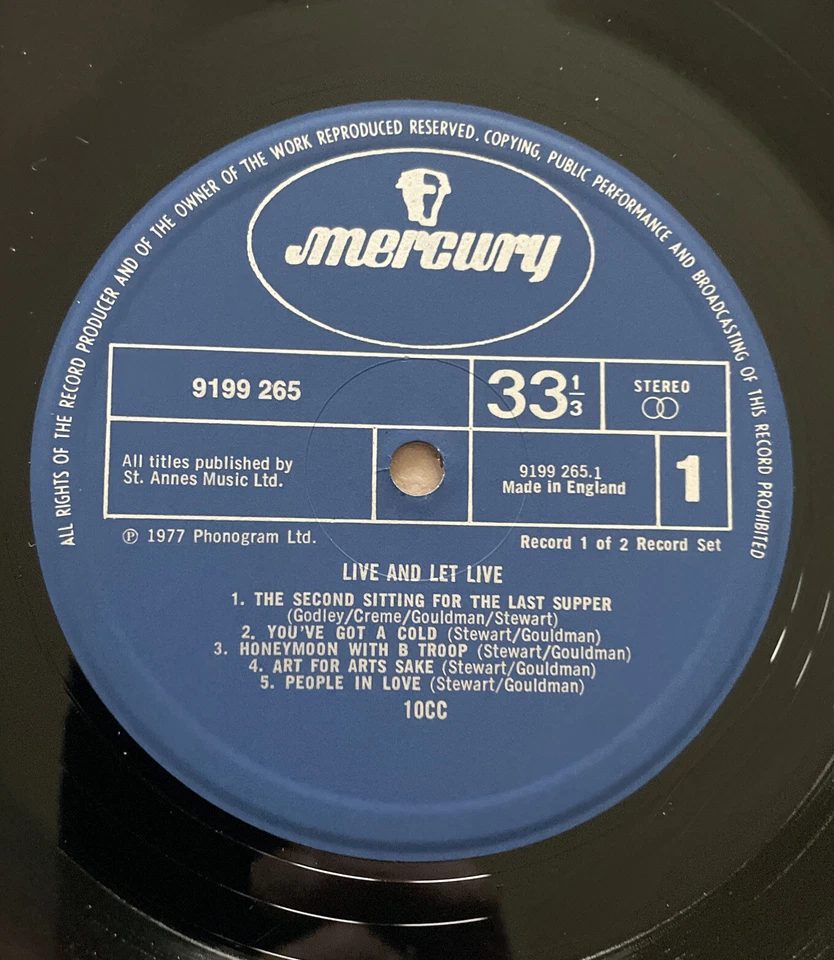 ALL RIGHTS OF THE RECORD PRODUCER AND OF THE OWNER OF THE WORK REPRODUCED RESERVED. COPYING, PUBLIC PERFORMANCE AND BROADCASTING OF THIS RECORD PROHIBITED
mercury
9199 265
33 1/3
STEREO
All titles published by
St. Annes Music Ltd.
9199 265.1
Made in England
1
℗ 1977 Phonogram Ltd.
Record 1 of 2 Record Set
LIVE AND LET LIVE
1. THE SECOND SITTING FOR THE LAST SUPPER
(Godley/Creme/Gouldman/Stewart)
2. YOU'VE GOT A COLD (Stewart/Gouldman)
3. HONEYMOON WITH B TROOP (Stewart/Gouldman)
4. ART FOR ARTS SAKE (Stewart/Gouldman)
5. PEOPLE IN LOVE (Stewart/Gouldman)
10CC